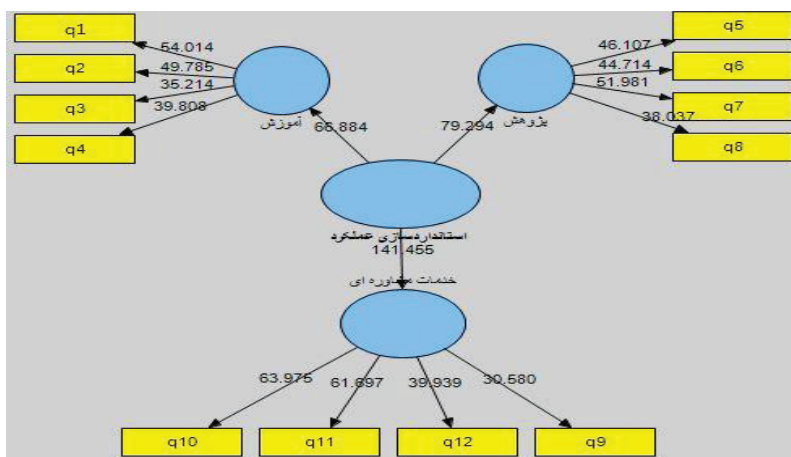 q1
54.014
q2
49.785
q3
35.214
q4
39.808
آموزش
66.884
q5
46.107
q6
44.714
q7
51.981
q8
38.037
پژوهش
79.294
استانداردسازی عملکرد
141.455
خدمات مشاوره ای
63.975
61.697
39.939
30.580
q10
q11
q12
q9